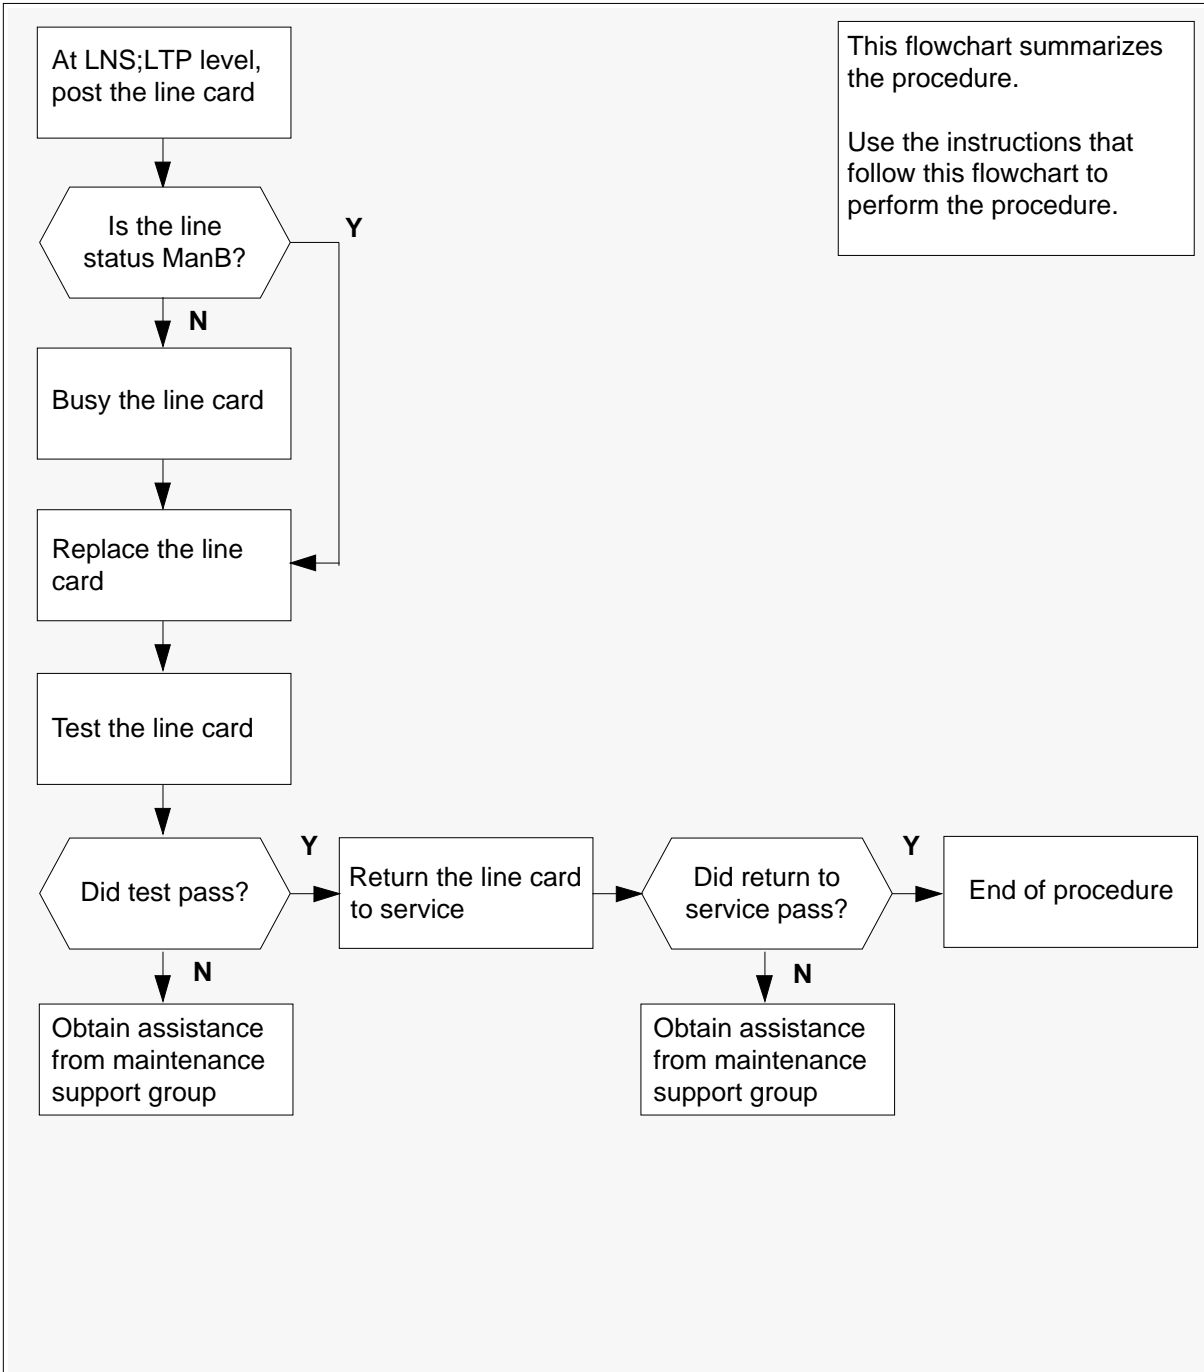 At LNS;LTP level,
post the line card
This flowchart summarizes
the procedure.
Use the instructions that
follow this flowchart to
perform the procedure.
Is the line
status ManB?
Y
N
Busy the line card
Replace the line
card
Test the line card
Did test pass?
Y
Return the line card
to service
Did return to
service pass?
Y
End of procedure
N
Obtain assistance
from maintenance
support group
N
Obtain assistance
from maintenance
support group